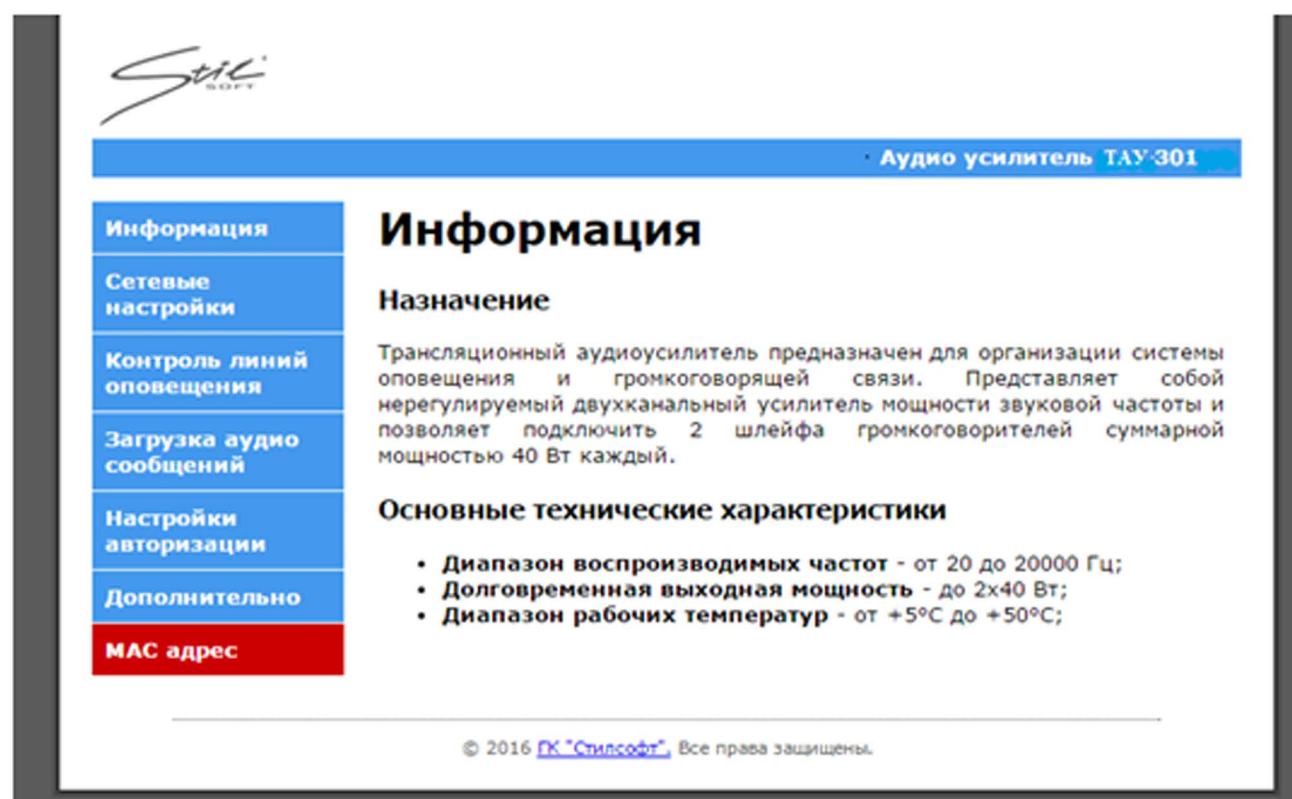 Stil
SOFT
Аудио усилитель ТАУ-301
Информация
Сетевые
настройки
Контроль линий
оповещения
Загрузка аудио
сообщений
Настройки
авторизации
Дополнительно
MAC адрес
Информация
Назначение
Трансляционный аудиоусилитель предназначен для организации системы
оповещения и громкоговорящей связи. Представляет собой
нерегулируемый двухканальный усилитель мощности звуковой частоты и
позволяет подключить 2 шлейфа громкоговорителей суммарной
мощностью 40 Вт каждый.
Основные технические характеристики
• Диапазон воспроизводимых частот - от 20 до 20000 Гц;
• Долговременная выходная мощность - до 2x40 Вт;
• Диапазон рабочих температур - от +5°C до +50°C;
© 2016 ГК "Стилсофт". Все права защищены.